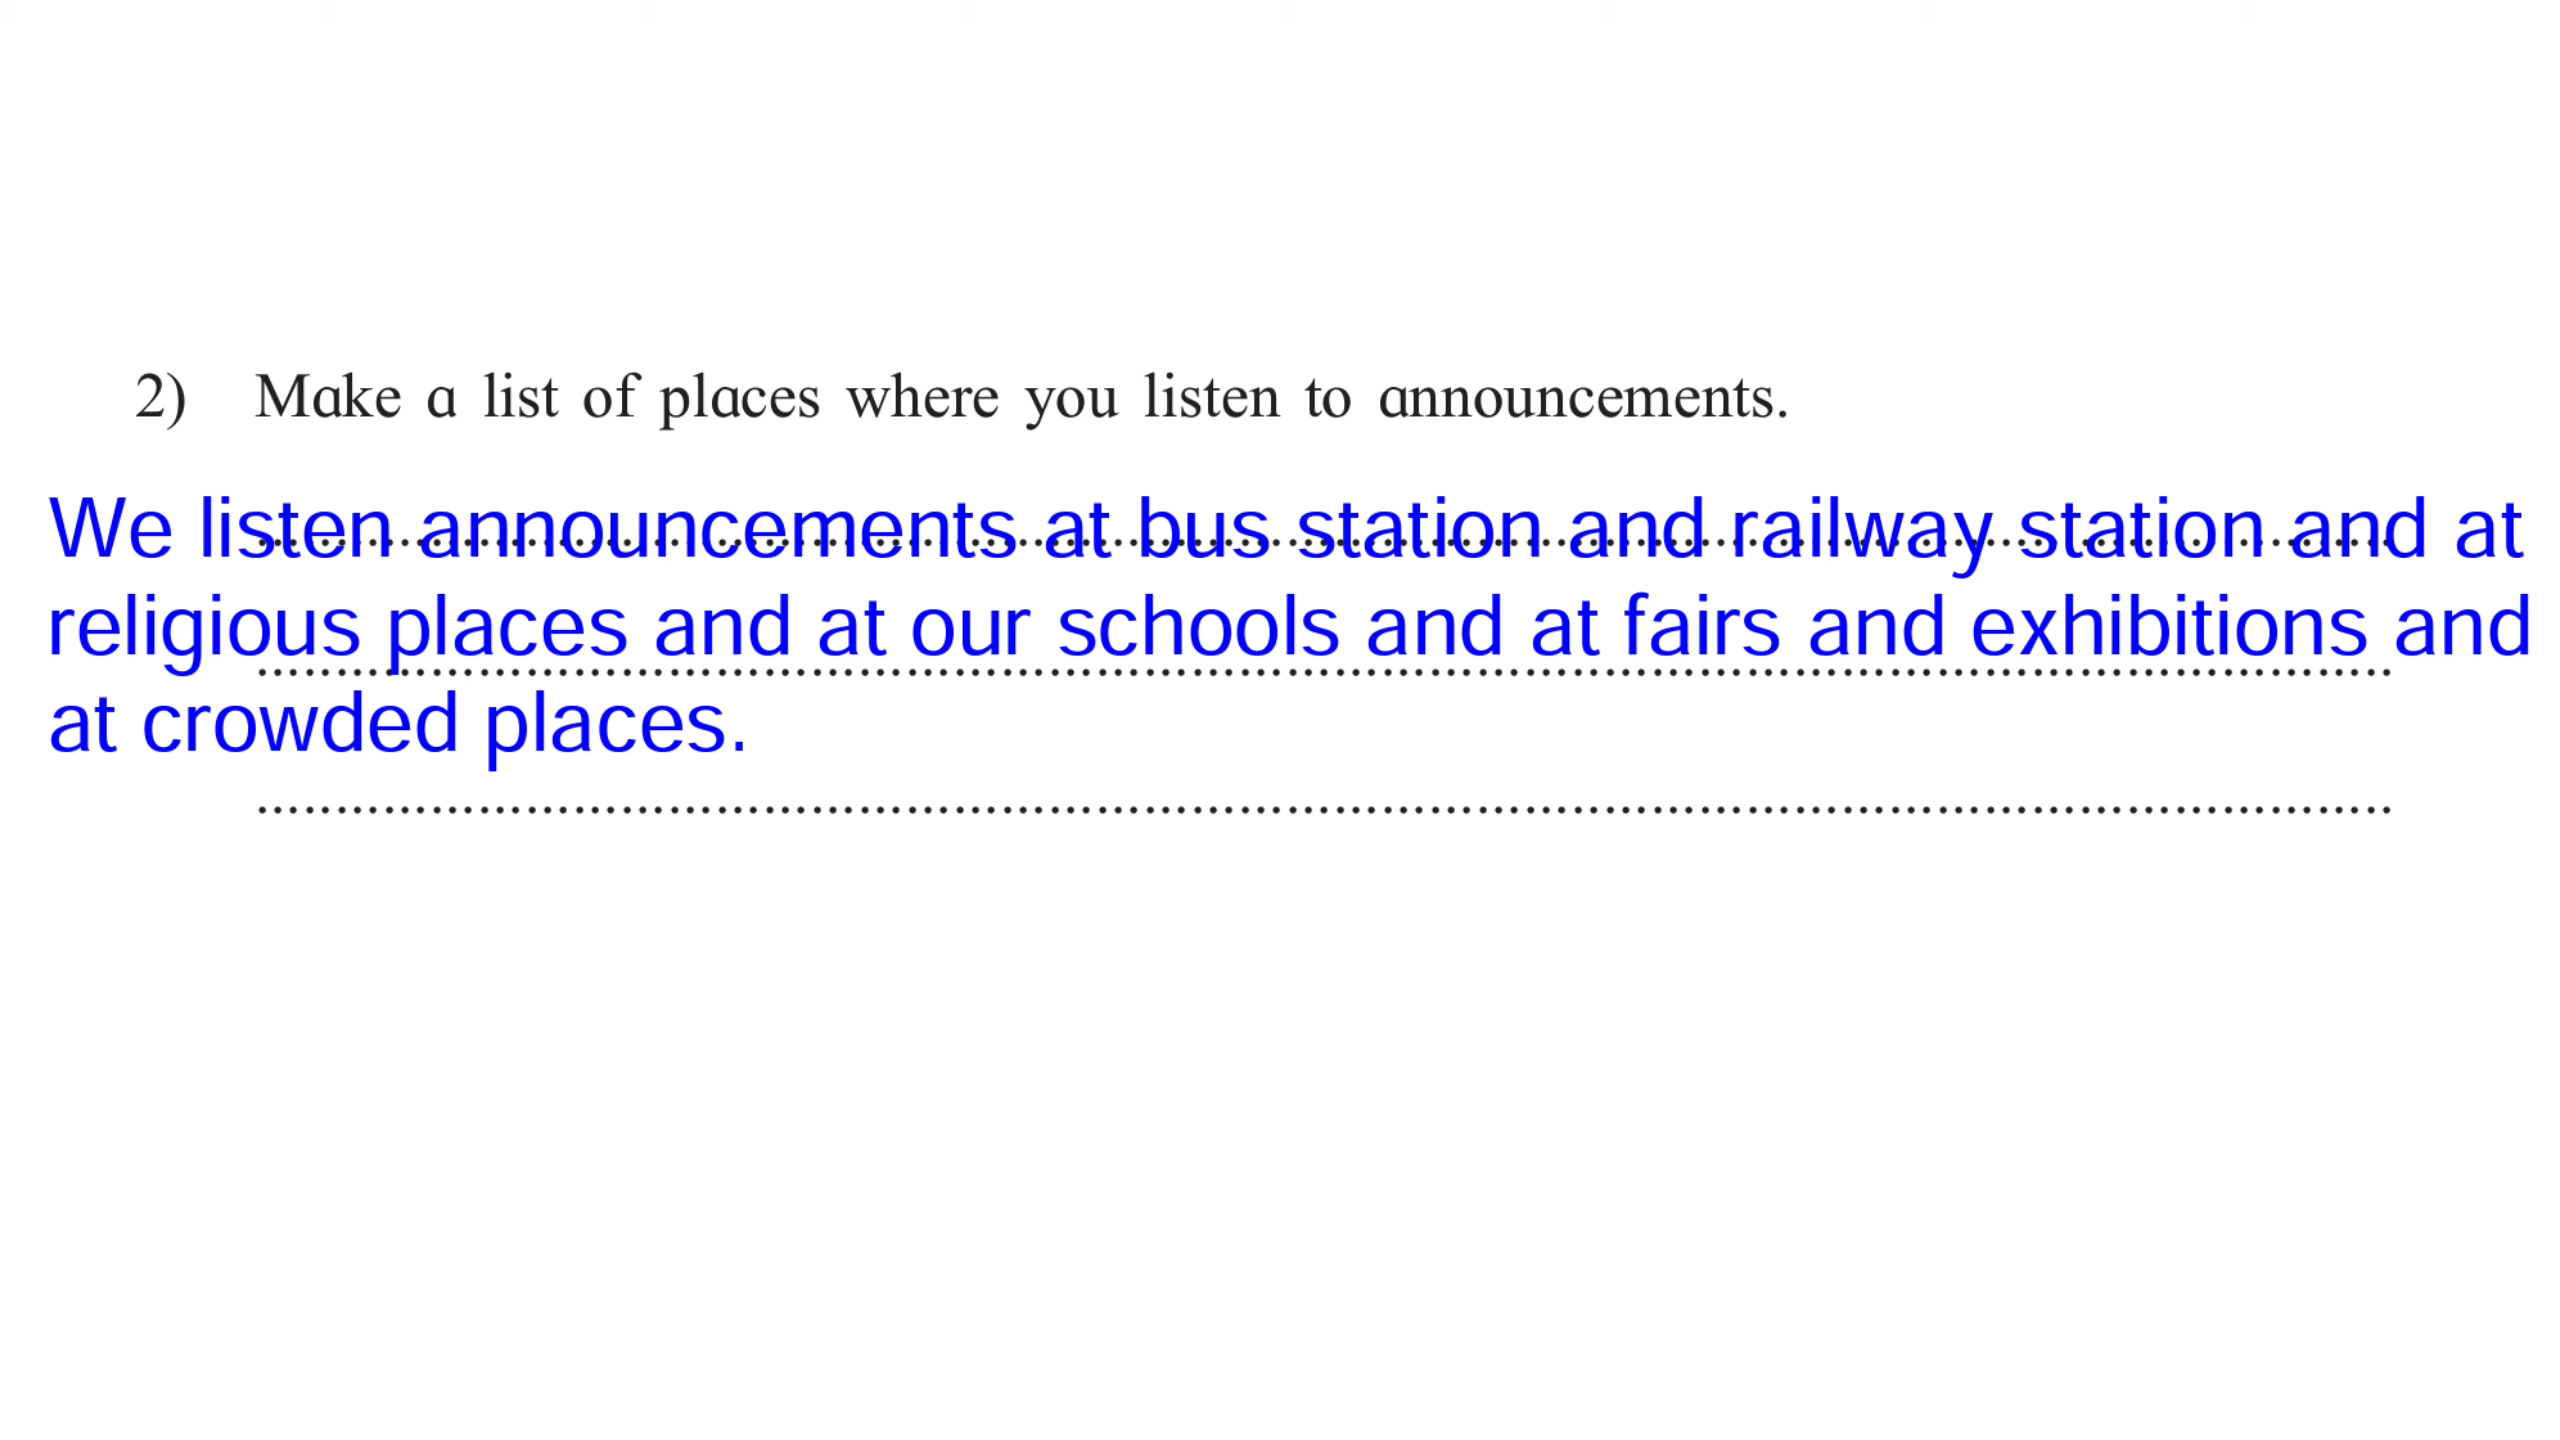 2) Make a list of places where you listen to announcements.
We listen announcements at bus station and railway station and at
religious places and at our schools and at fairs and exhibitions and
at crowded places.